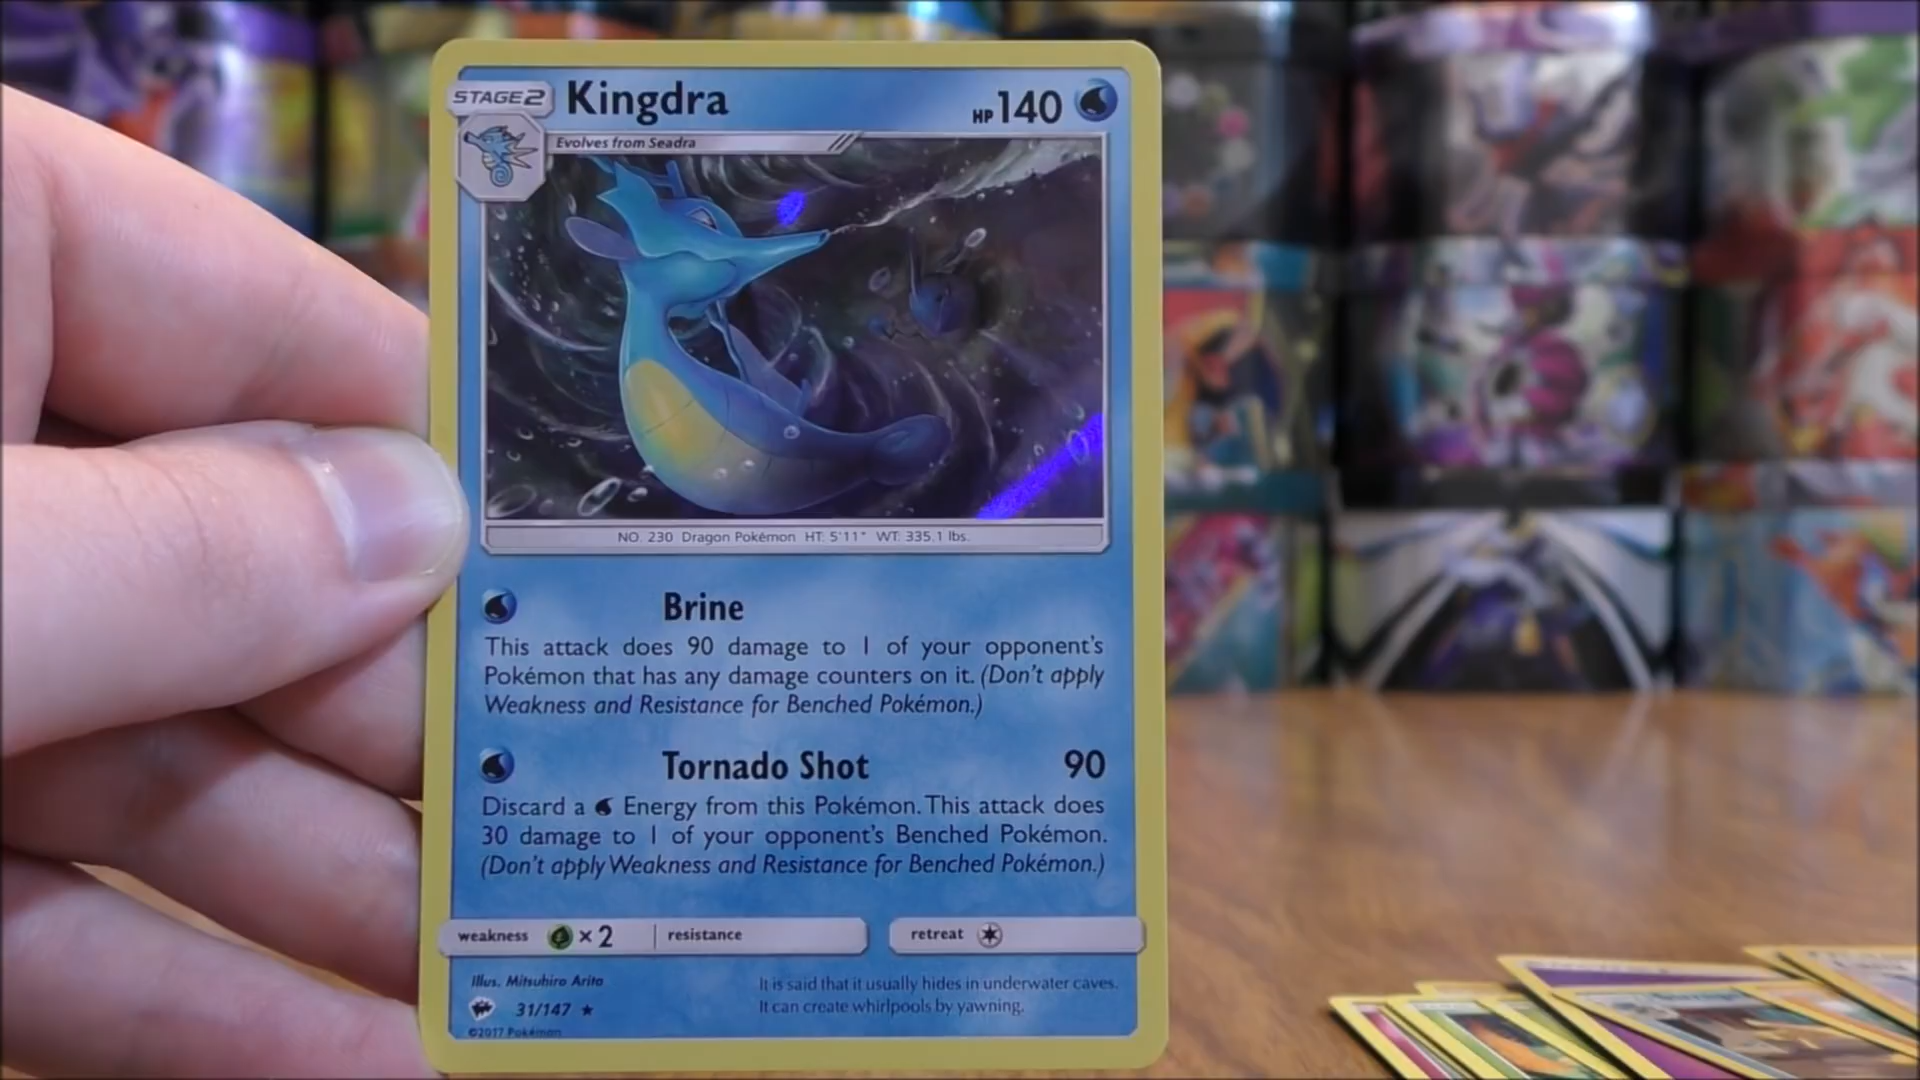 STAGE2 Kingdra HP 140
Evolves from Seadra
NO. 230 Dragon Pokémon HT: 5'11" WT: 335.1 lbs.
Brine
This attack does 90 damage to 1 of your opponent's
Pokémon that has any damage counters on it. (Don't apply
Weakness and Resistance for Benched Pokémon.)
Tornado Shot 90
Discard a Energy from this Pokémon. This attack does
30 damage to 1 of your opponent's Benched Pokémon.
(Don't apply Weakness and Resistance for Benched Pokémon.)
weakness ×2 resistance retreat
Illus. Mitsuhiro Arita
31/147 ★
©2017 Pokémon
It is said that it usually hides in underwater caves.
It can create whirlpools by yawning.